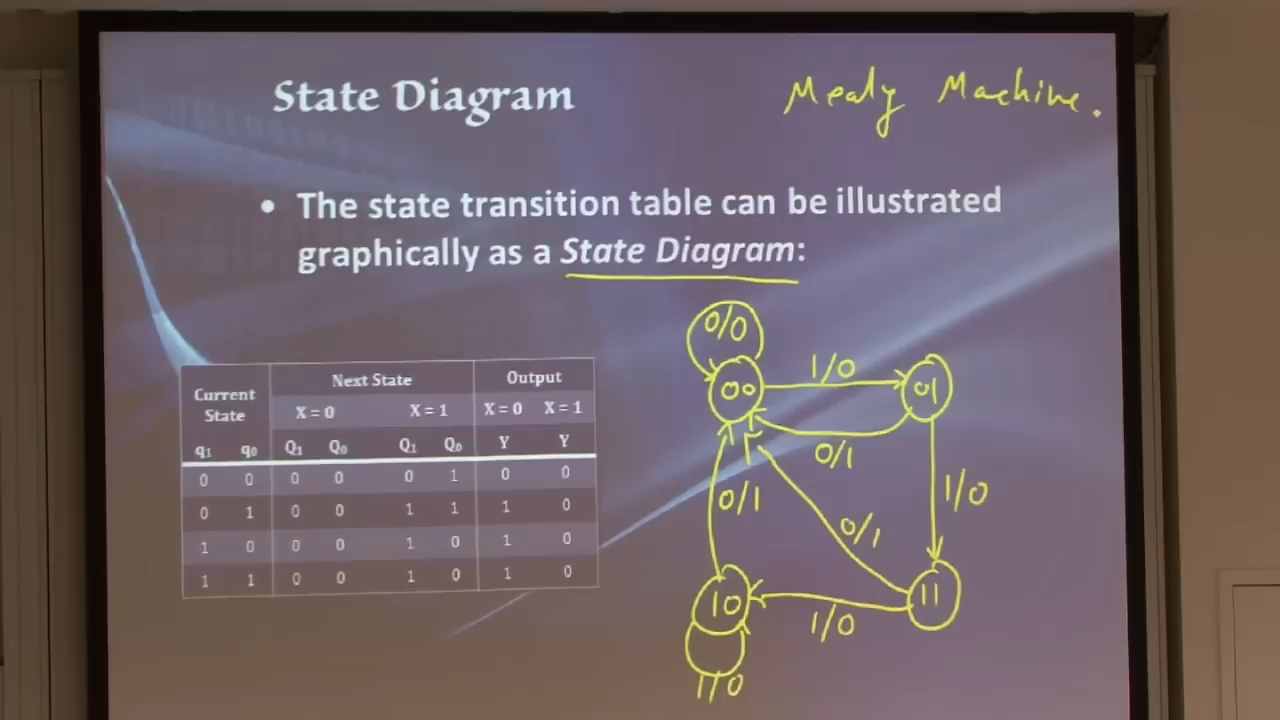 State Diagram
Mealy Machine.
• The state transition table can be illustrated
graphically as a State Diagram:
Current State Next State Output
X = 0 X = 1 X = 0 X = 1
q1 q0 Q1 Q0 Q1 Q0 Y Y
0 0 0 0 0 1 0 0
0 1 0 0 1 1 1 0
1 0 0 0 1 0 1 0
1 1 0 0 1 0 1 0
0/0
00
1/0
01
0/1
0/1
0/1
1/0
10
1/0
11
1/0